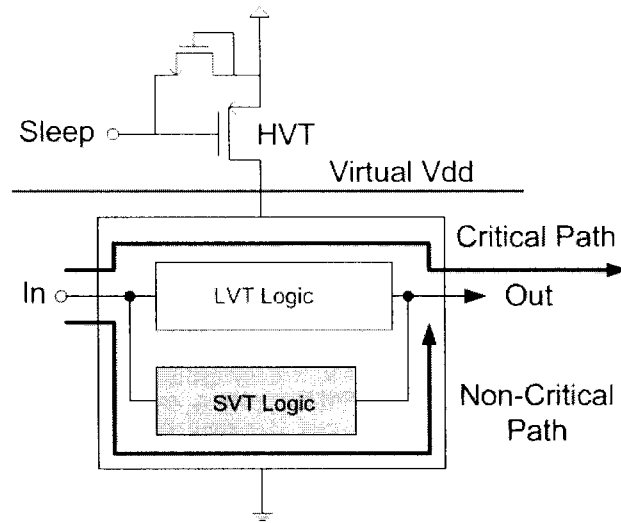 Sleep
HVT
Virtual Vdd
Critical Path
In
LVT Logic
Out
SVT Logic
Non-Critical
Path